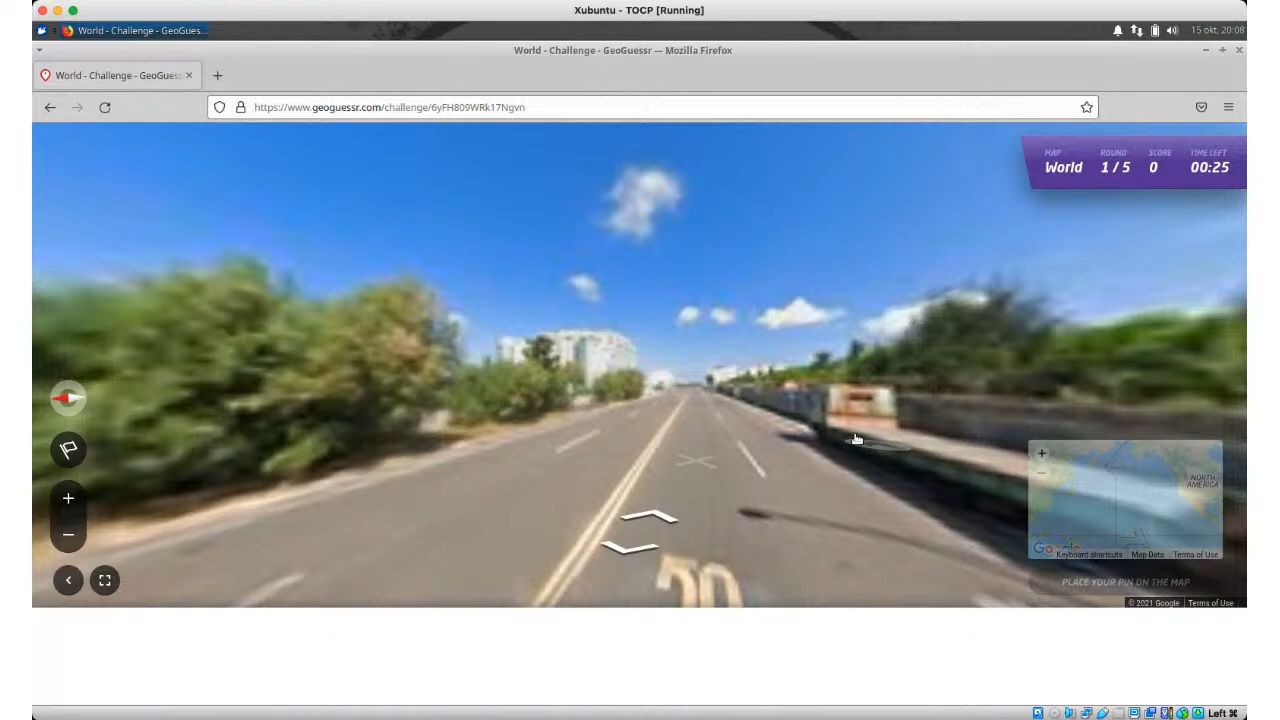 Xubuntu - TOCP [Running]
World - Challenge - GeoGues...
15 okt, 20:08
World - Challenge - GeoGuessr — Mozilla Firefox
World - Challenge - GeoGues
https://www.geoguessr.com/challenge/6yFH809WRk17Ngvn
MAP ROUND SCORE TIME LEFT
World 1 / 5 0 00:25
NORTH AMERICA
Google
Keyboard shortcuts Map Data Terms of Use
PLACE YOUR PIN ON THE MAP
© 2021 Google Terms of Use
Left ⌘